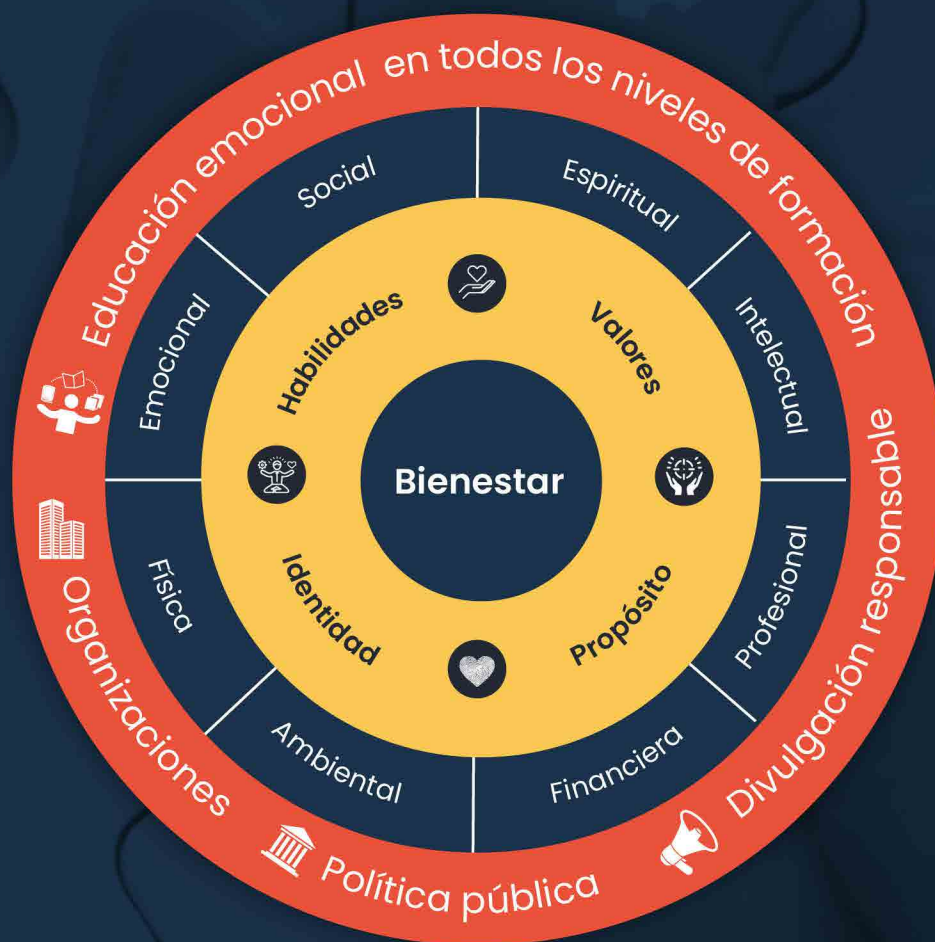 Educación emocional en todos los niveles de formación
Divulgación responsable
Política pública
Organizaciones
Social
Espiritual
Intelectual
Profesional
Financiera
Ambiental
Física
Emocional
Habilidades
Valores
Propósito
Identidad
Bienestar